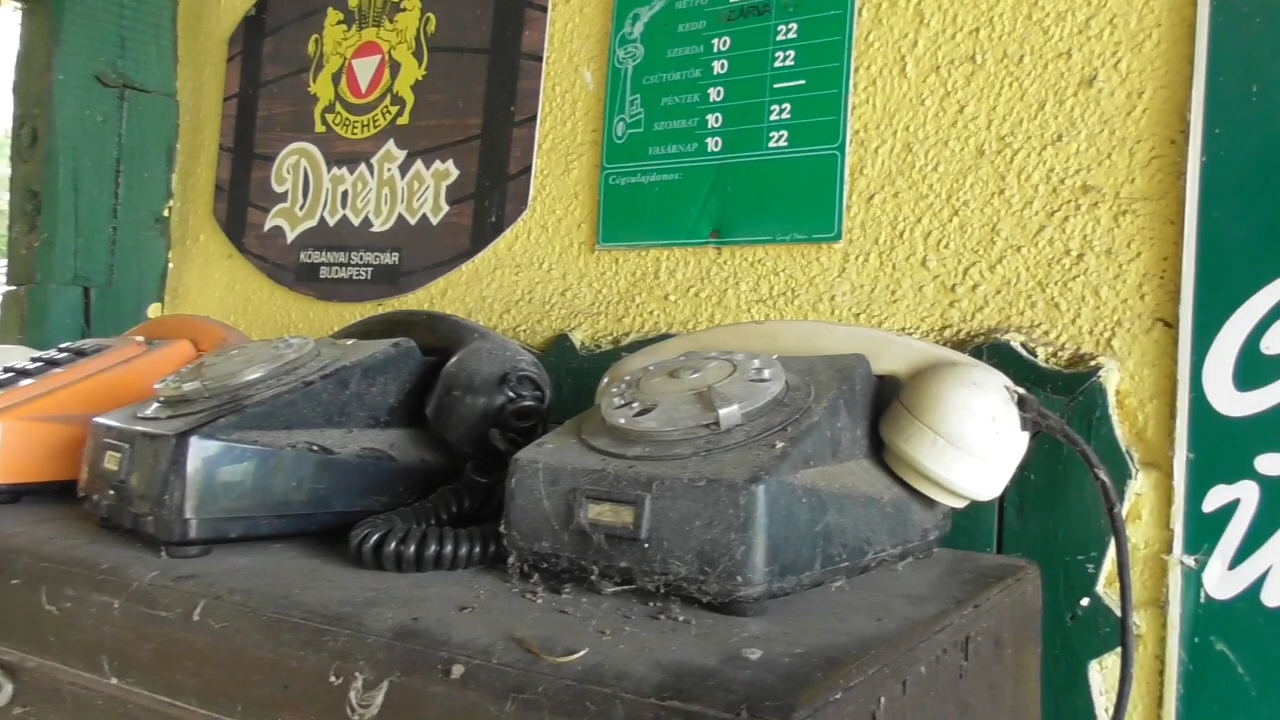 DREHER
Dreher
KŐBÁNYAI SÖRGYÁR
BUDAPEST
HÉTFŐ
KEDD ZÁRVA 22
SZERDA 10 22
CSÜTÖRTÖK 10 —
PÉNTEK 10
SZOMBAT 10 22
VASÁRNAP 10 22
Cégtulajdonos: